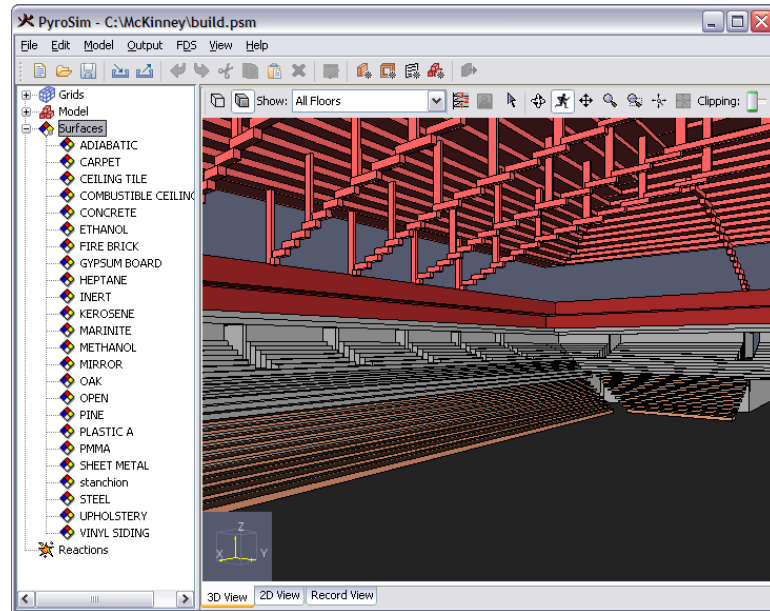 PyroSim - C:\McKinney\build.psm
File Edit Model Output FDS View Help
Show: All Floors Clipping:
Grids
Model
Surfaces
ADIABATIC
CARPET
CEILING TILE
COMBUSTIBLE CEILING
CONCRETE
ETHANOL
FIRE BRICK
GYPSUM BOARD
HEPTANE
INERT
KEROSENE
MARINITE
METHANOL
MIRROR
OAK
OPEN
PINE
PLASTIC A
PMMA
SHEET METAL
stanchion
STEEL
UPHOLSTERY
VINYL SIDING
Reactions
Z
X Y
3D View 2D View Record View